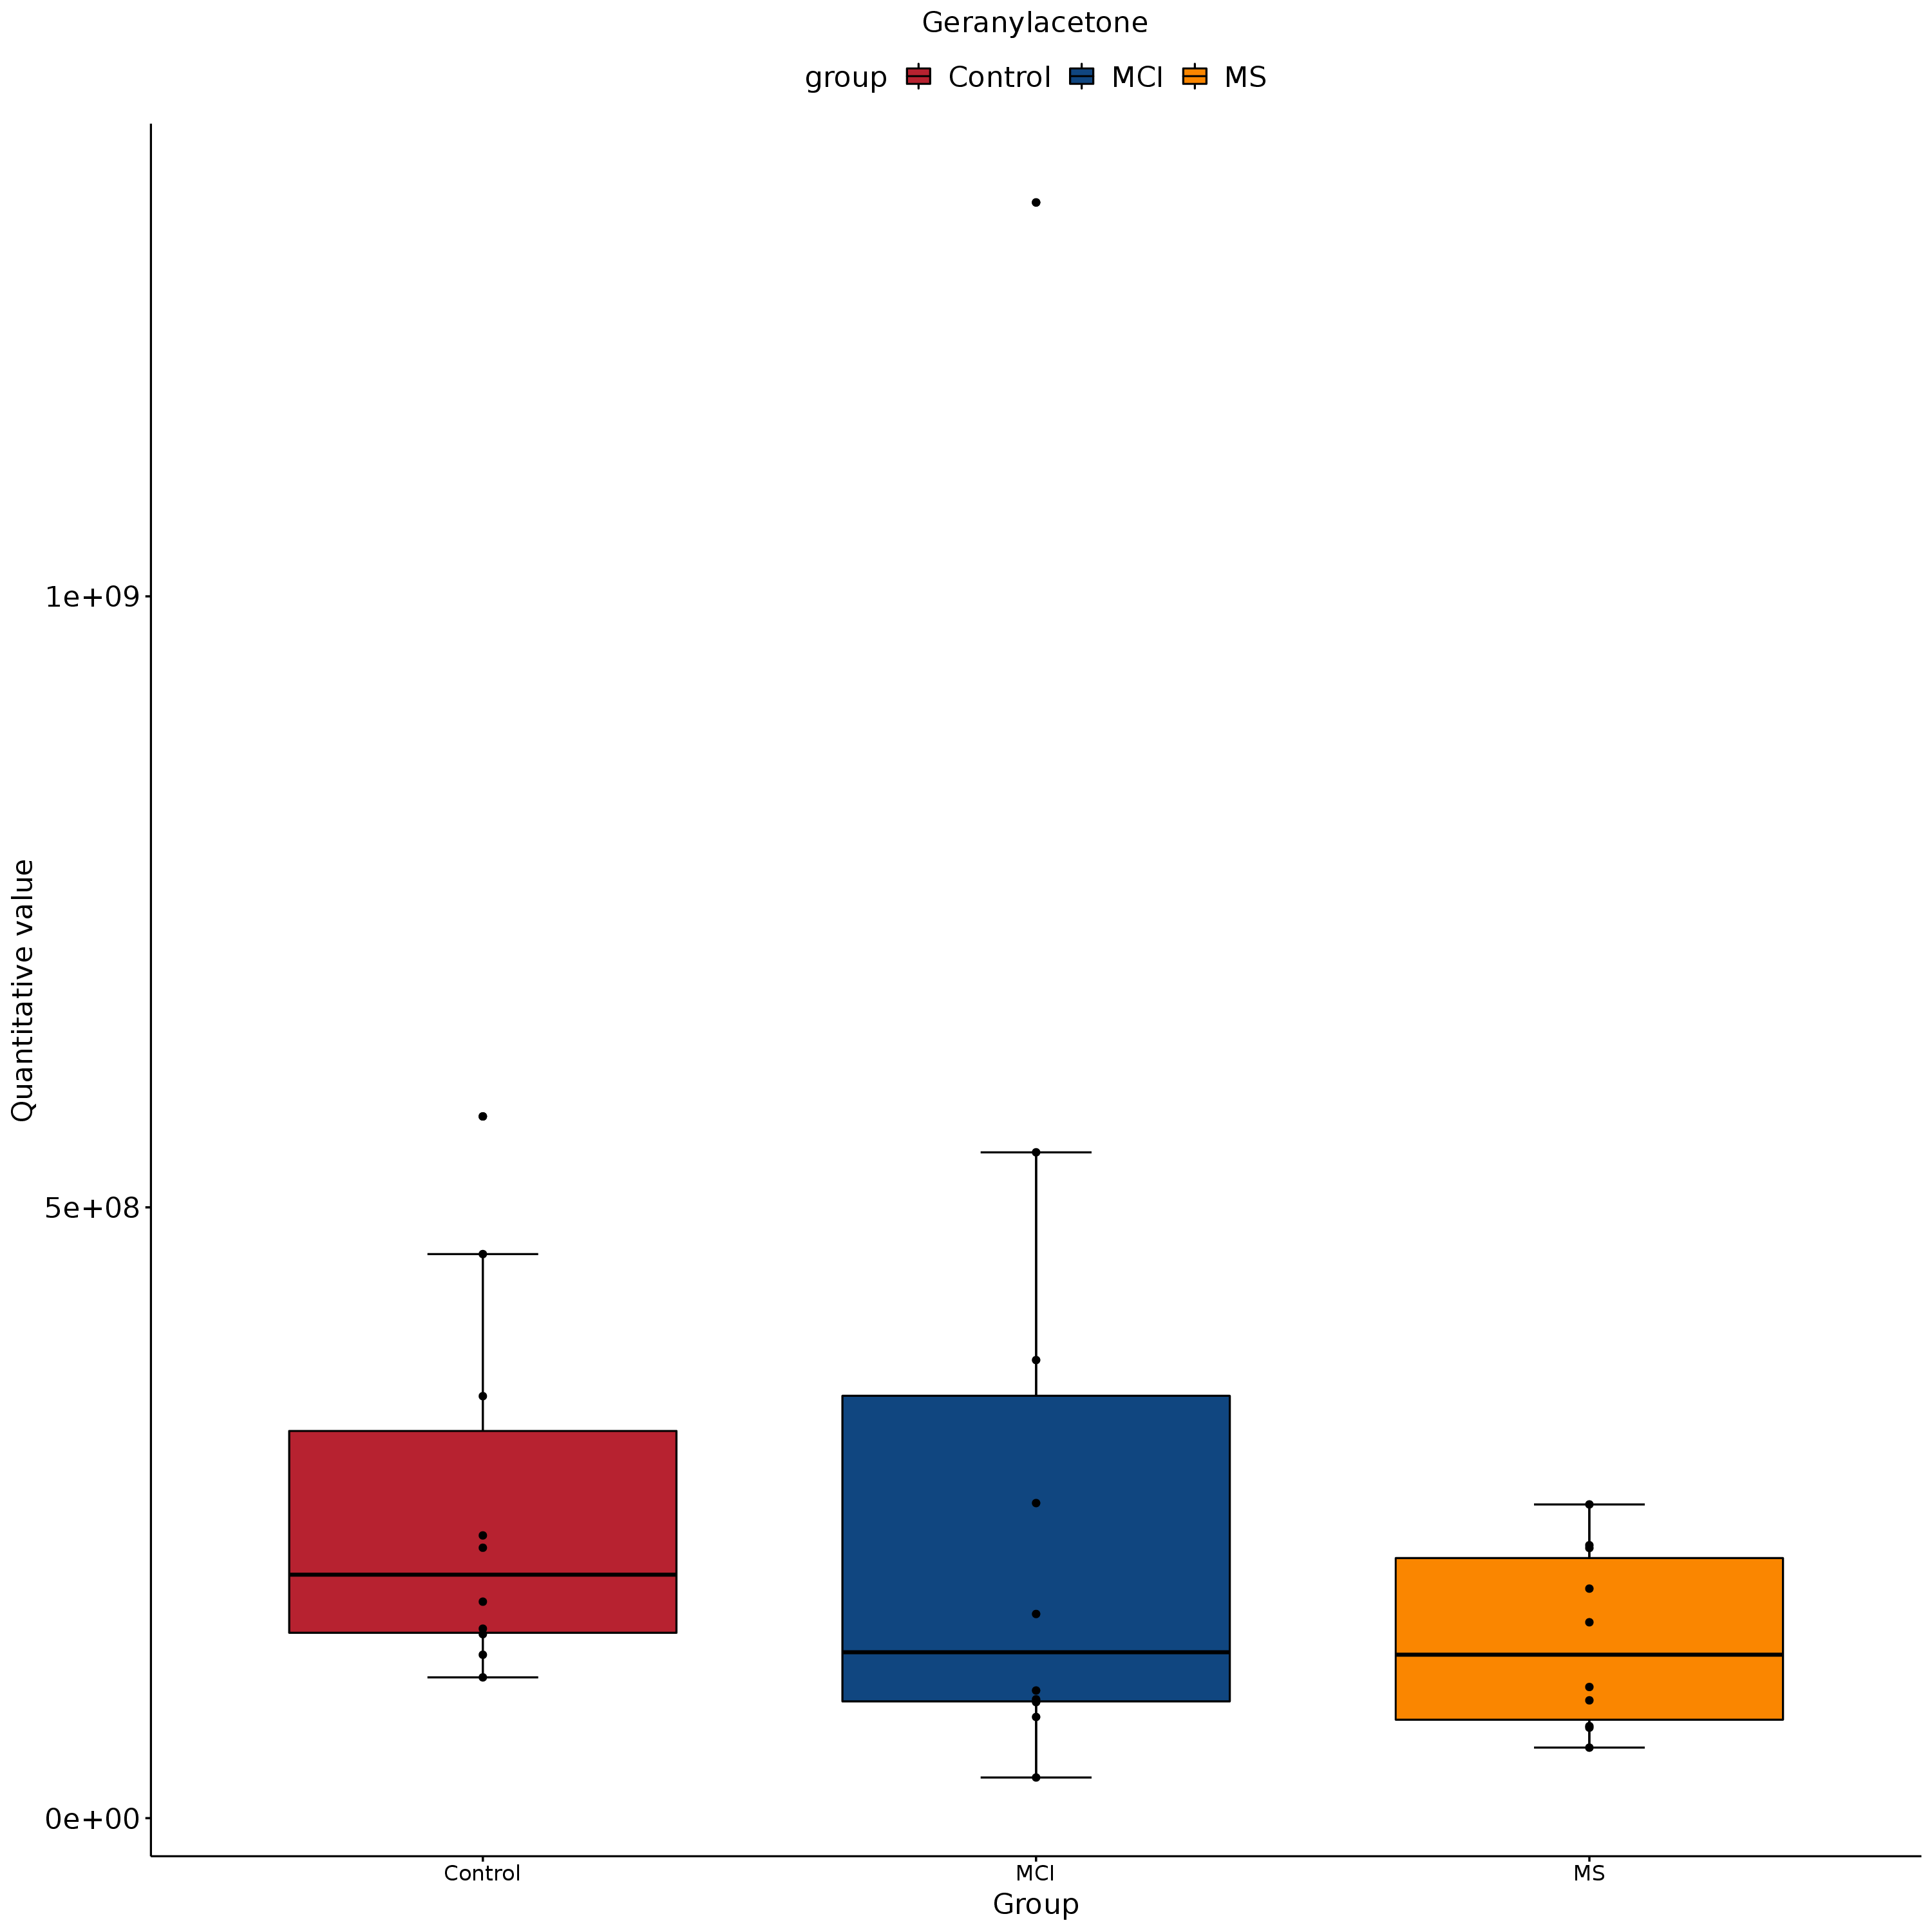 Geranylacetone
group Control MCI MS
Quantitative value
1e+09
5e+08
0e+00
Control MCI MS
Group